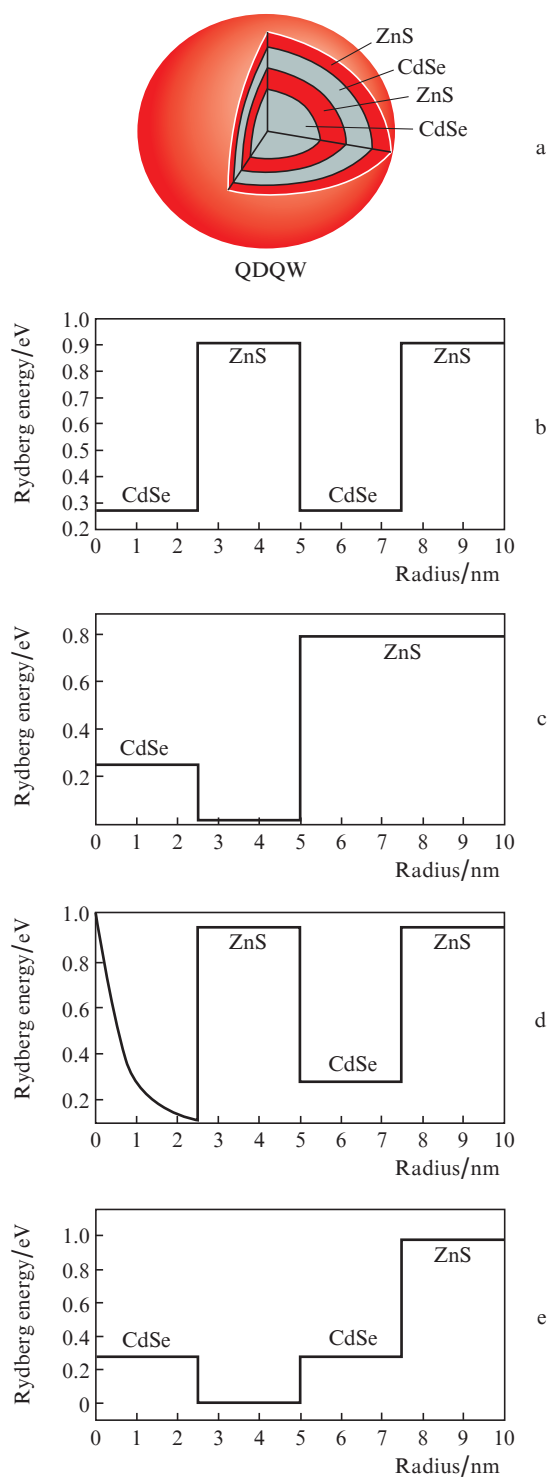 ZnS
CdSe
ZnS
CdSe
a
QDQW
Rydberg energy/eV
1.0
0.9
0.8
0.7
0.6
0.5
0.4
0.3
0.2
ZnS
ZnS
CdSe
CdSe
b
0 1 2 3 4 5 6 7 8 9 10
Radius/nm
Rydberg energy/eV
0.8
0.6
0.4
0.2
ZnS
CdSe
c
0 1 2 3 4 5 6 7 8 9 10
Radius/nm
Rydberg energy/eV
1.0
0.8
0.6
0.4
0.2
ZnS
ZnS
CdSe
d
0 1 2 3 4 5 6 7 8 9 10
Radius/nm
Rydberg energy/eV
1.0
0.8
0.6
0.4
0.2
0
ZnS
CdSe
CdSe
e
0 1 2 3 4 5 6 7 8 9 10
Radius/nm